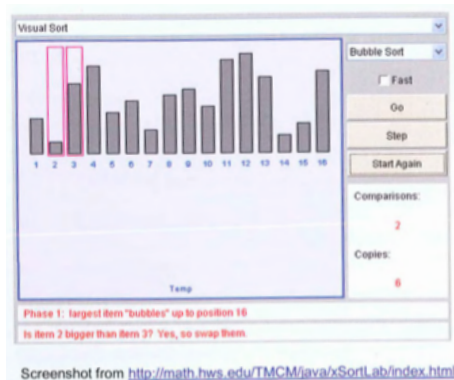 Visual Sort
Bubble Sort
Fast
Go
Step
Start Again
1 2 3 4 5 6 7 8 9 10 11 12 13 14 15 16
Comparisons:
2
Copies:
6
Temp
Phase 1: largest item "bubbles" up to position 16
Is item 2 bigger than item 3? Yes, so swap them.
Screenshot from http://math.hws.edu/TMCM/java/xSortLab/index.html